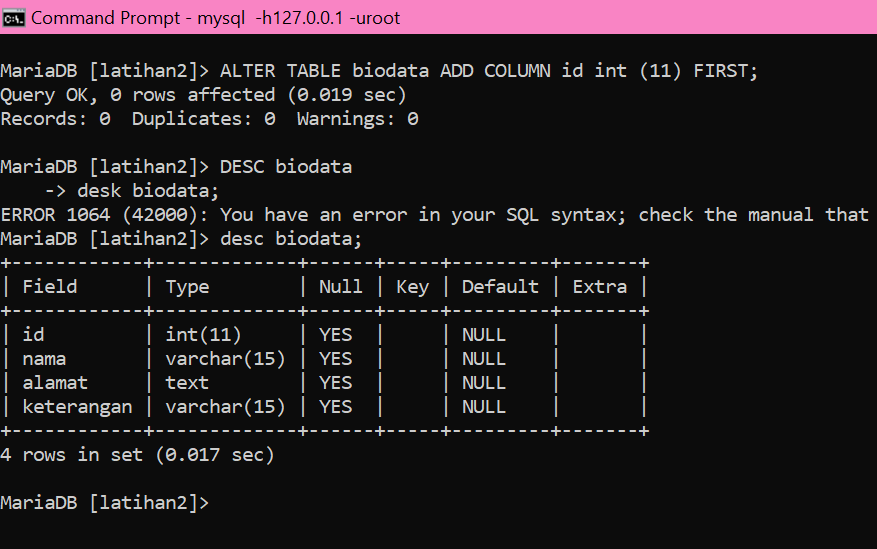 Command Prompt - mysql  -h127.0.0.1 -uroot
MariaDB [latihan2]> ALTER TABLE biodata ADD COLUMN id int (11) FIRST;
Query OK, 0 rows affected (0.019 sec)
Records: 0  Duplicates: 0  Warnings: 0
MariaDB [latihan2]> DESC biodata
    -> desk biodata;
ERROR 1064 (42000): You have an error in your SQL syntax; check the manual that
MariaDB [latihan2]> desc biodata;
+------------+-------------+------+-----+---------+-------+
| Field      | Type        | Null | Key | Default | Extra |
+------------+-------------+------+-----+---------+-------+
| id         | int(11)     | YES  |     | NULL    |       |
| nama       | varchar(15) | YES  |     | NULL    |       |
| alamat     | text        | YES  |     | NULL    |       |
| keterangan | varchar(15) | YES  |     | NULL    |       |
+------------+-------------+------+-----+---------+-------+
4 rows in set (0.017 sec)
MariaDB [latihan2]>